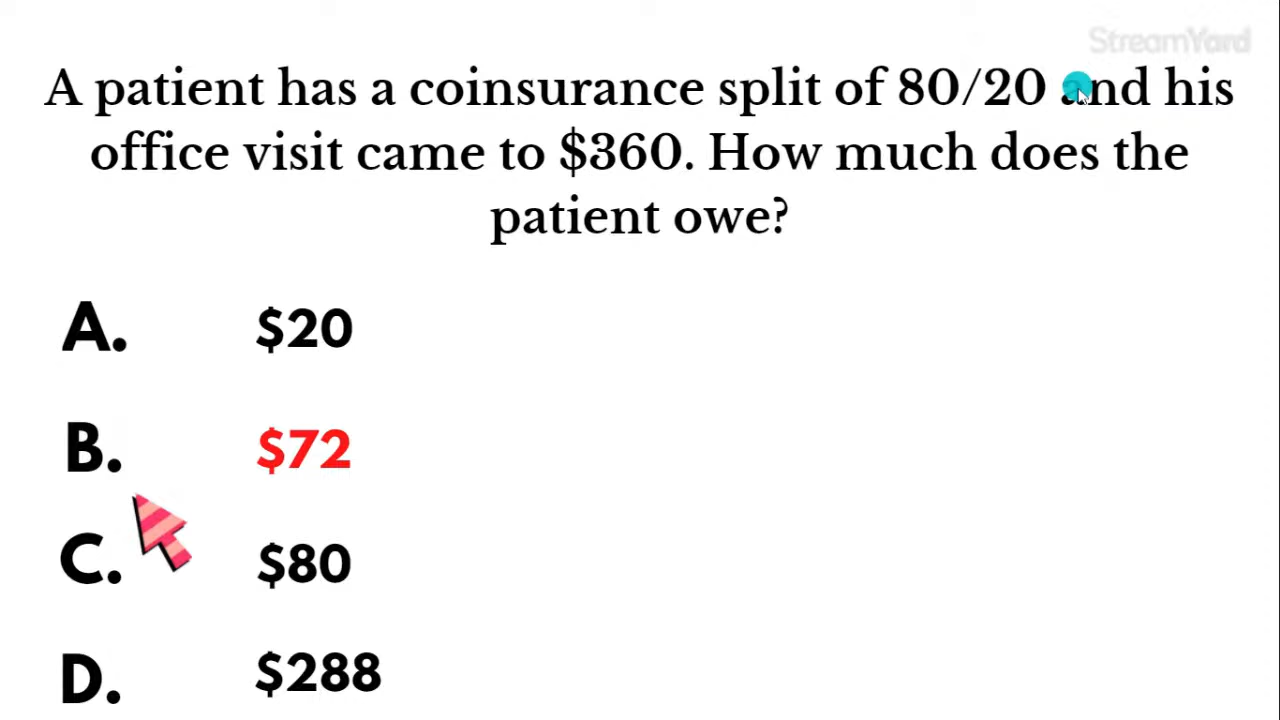 StreamYard
A patient has a coinsurance split of 80/20 and his
office visit came to $360. How much does the
patient owe?
A. $20
B. $72
C. $80
D. $288